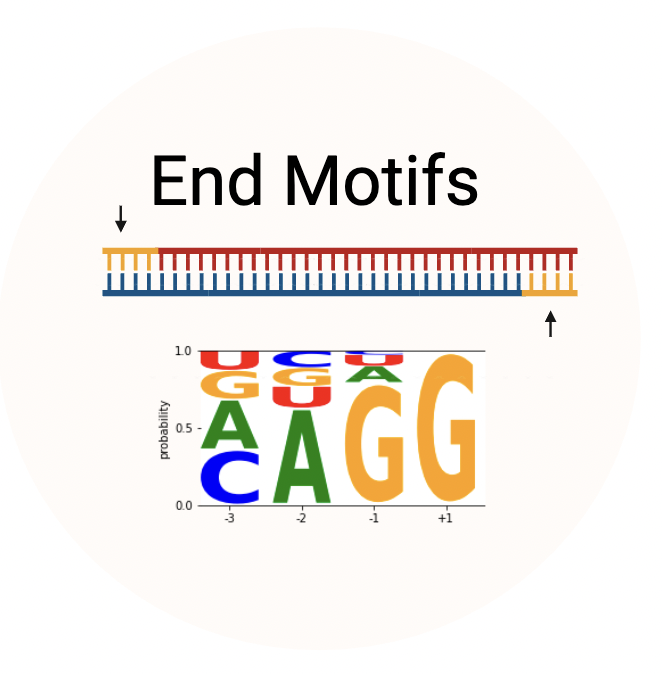 End Motifs
1.0
U C C
G G U
A U A
C A G G
0.5
probability
0.0
-3 -2 -1 +1